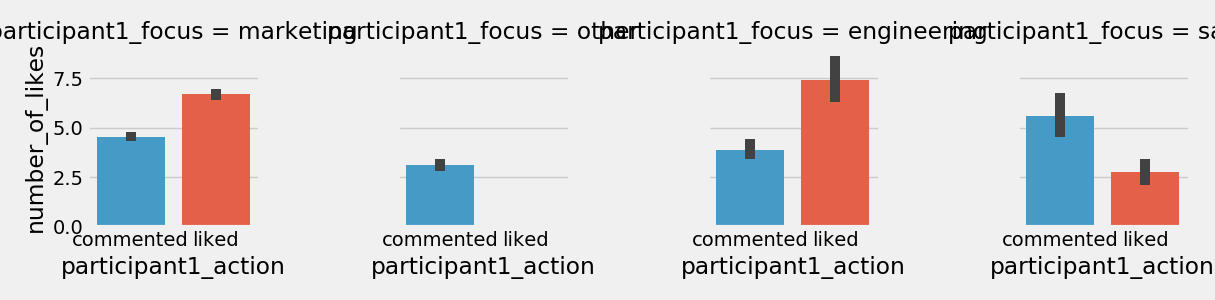 participant1_focus = marketing
participant1_focus = other
participant1_focus = engineering
participant1_focus = sa
number_of_likes
7.5
5.0
2.5
0.0
commented liked commented liked commented liked commented liked
participant1_action participant1_action participant1_action participant1_action